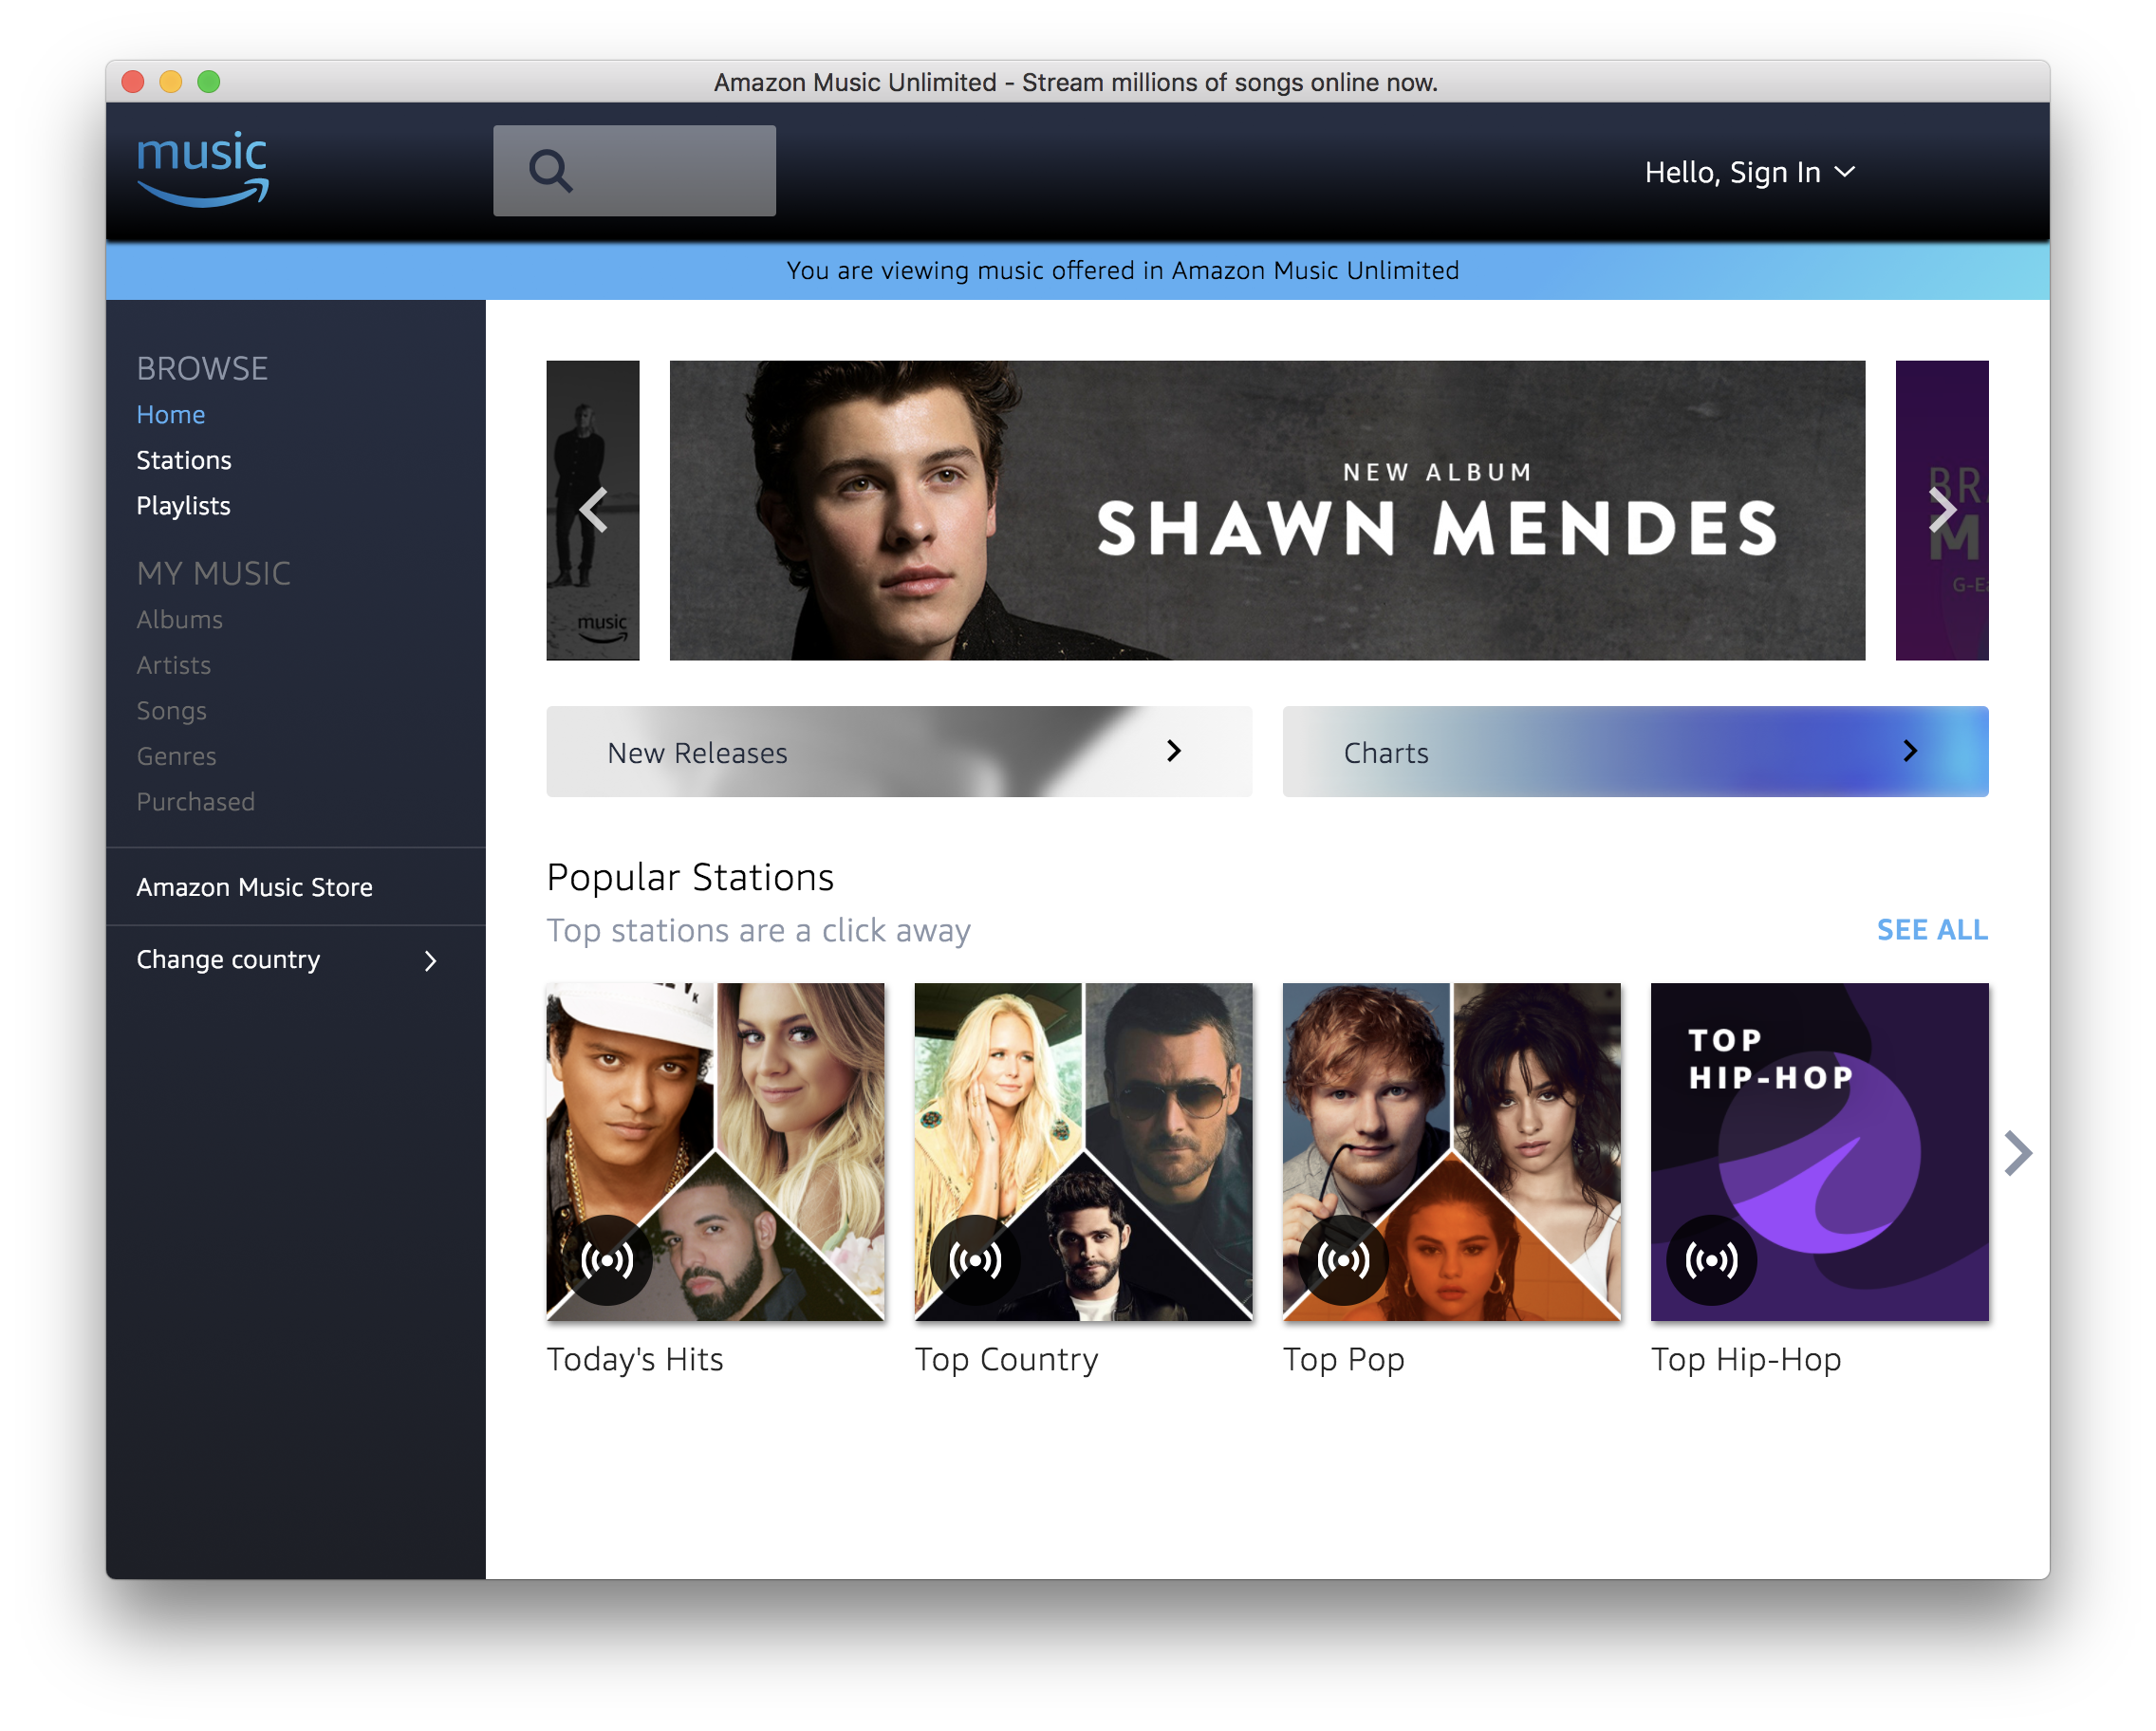 Amazon Music Unlimited - Stream millions of songs online now.
music
Hello, Sign In
You are viewing music offered in Amazon Music Unlimited
BROWSE
Home
Stations
Playlists
MY MUSIC
Albums
Artists
Songs
Genres
Purchased
Amazon Music Store
Change country
music
NEW ALBUM
SHAWN MENDES
New Releases
Charts
Popular Stations
Top stations are a click away
SEE ALL
TOP
HIP-HOP
Today's Hits
Top Country
Top Pop
Top Hip-Hop